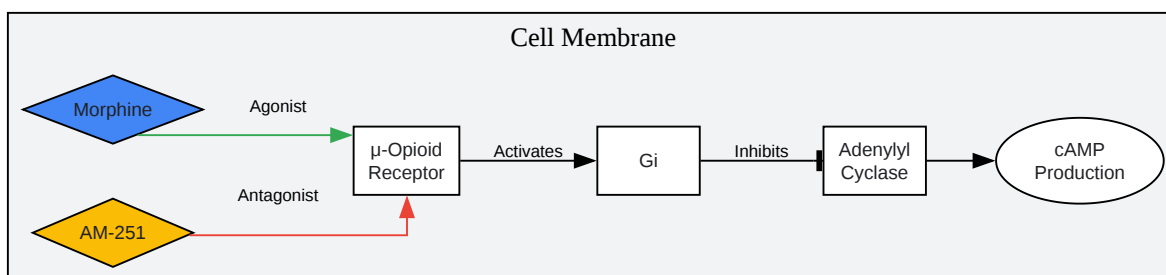 Cell Membrane
Morphine
Agonist
μ-Opioid
Receptor
Activates
Gi
Inhibits
Adenylyl
Cyclase
cAMP
Production
Antagonist
AM-251